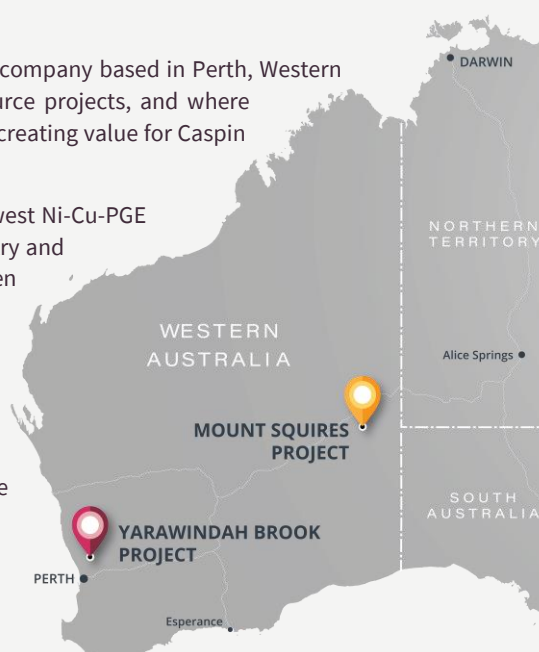 company based in Perth, Western
urce projects, and where
creating value for Caspin
vest Ni-Cu-PGE
ry and
en
e
DARWIN
NORTHERN
TERRITORY
WESTERN
AUSTRALIA
Alice Springs
MOUNT SQUIRES
PROJECT
SOUTH
AUSTRALIA
YARAWINDAH BROOK
PROJECT
PERTH
Esperance